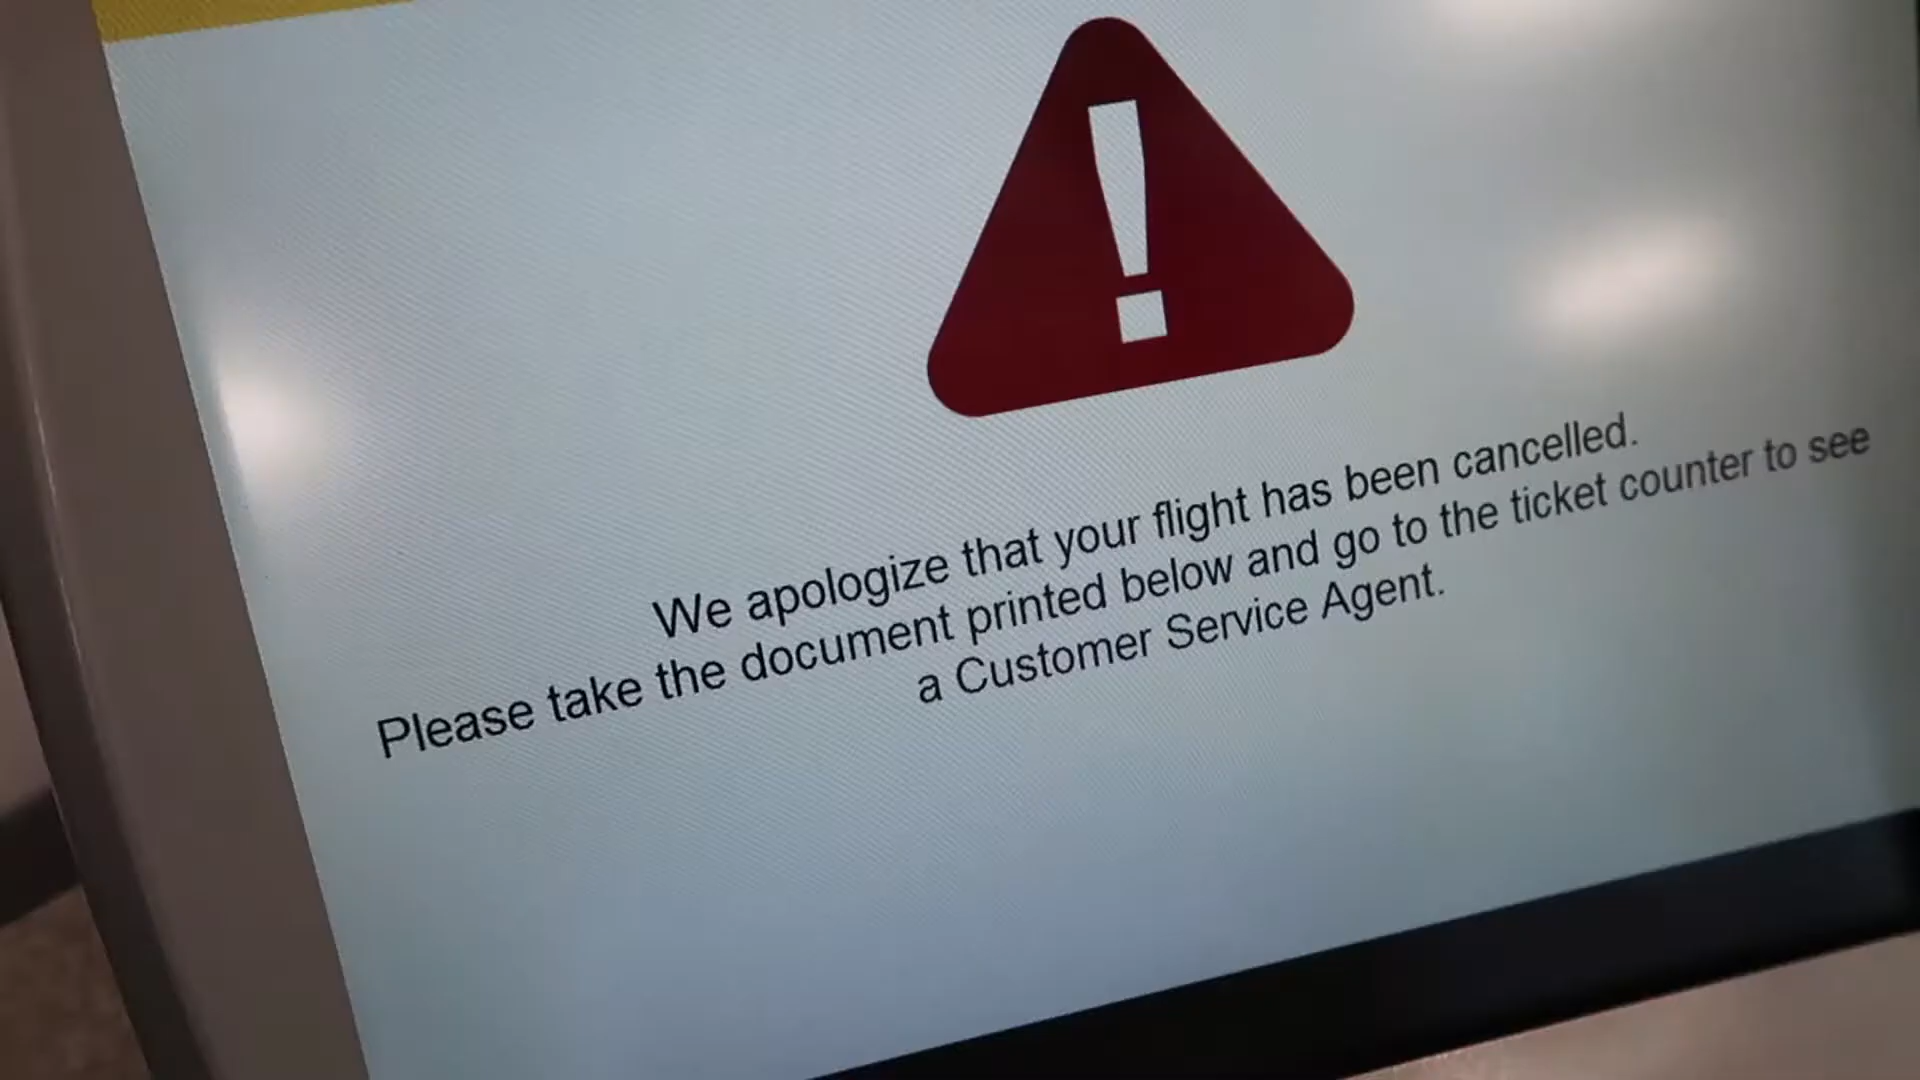 We apologize that your flight has been cancelled.
Please take the document printed below and go to the ticket counter to see
a Customer Service Agent.